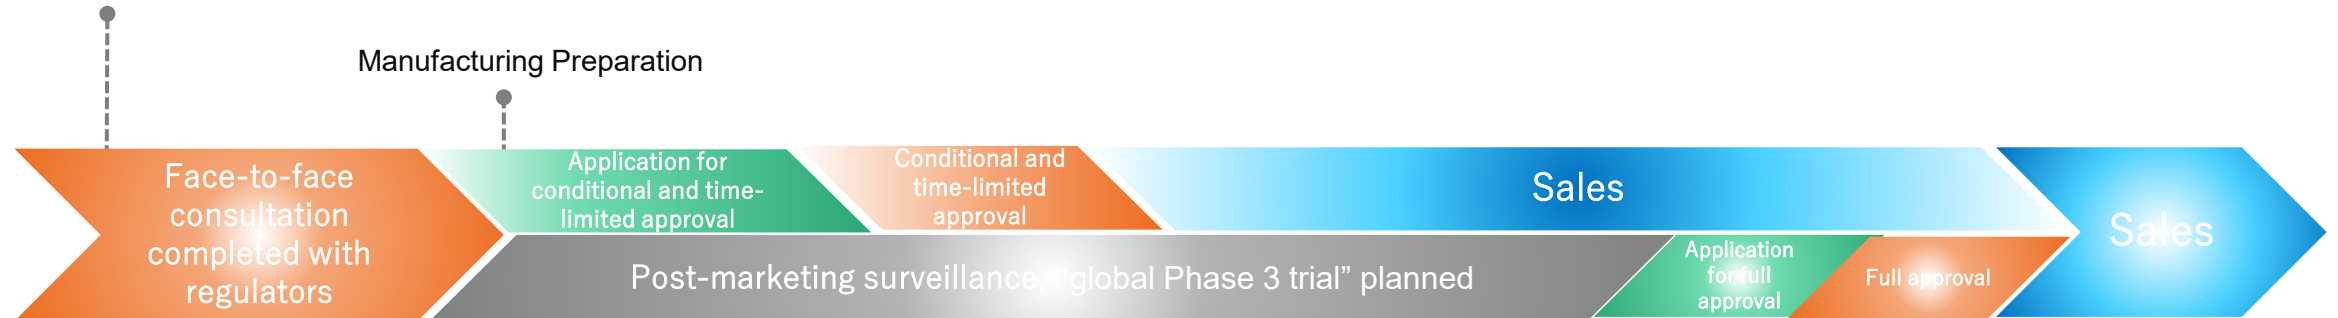 Manufacturing Preparation
Face-to-face
consultation
completed with
regulators
Application for
conditional and time-
limited approval
Conditional and
time-limited
approval
Sales
Post-marketing surveillance, “global Phase 3 trial” planned
Application
for full
approval
Full approval
Sales